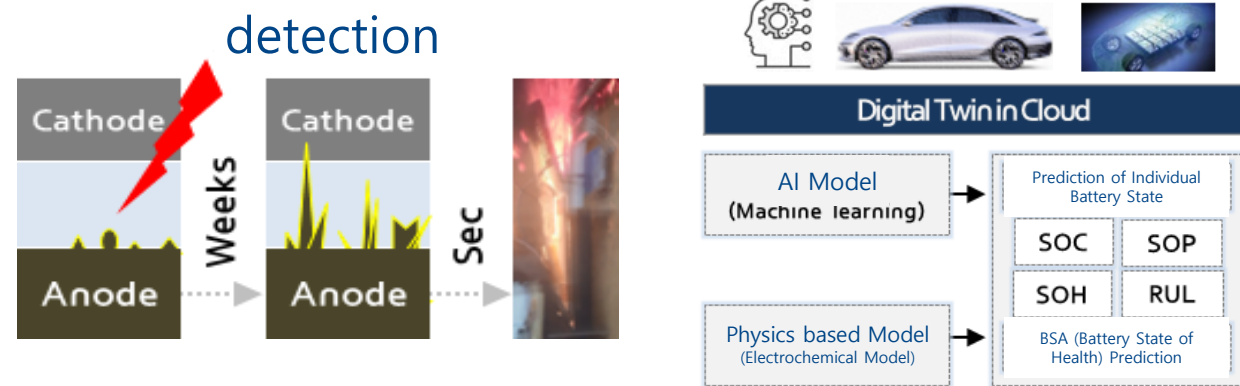 detection
Cathode
Anode
Weeks
Cathode
Anode
Sec
Digital Twin in Cloud
AI Model
(Machine learning)
Physics based Model
(Electrochemical Model)
Prediction of Individual
Battery State
SOC
SOP
SOH
RUL
BSA (Battery State of
Health) Prediction